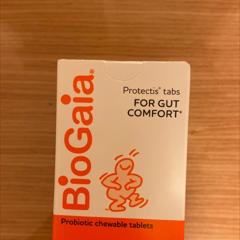 BioGaia®
Protectis® tabs
FOR GUT
COMFORT*
Probiotic chewable tablets